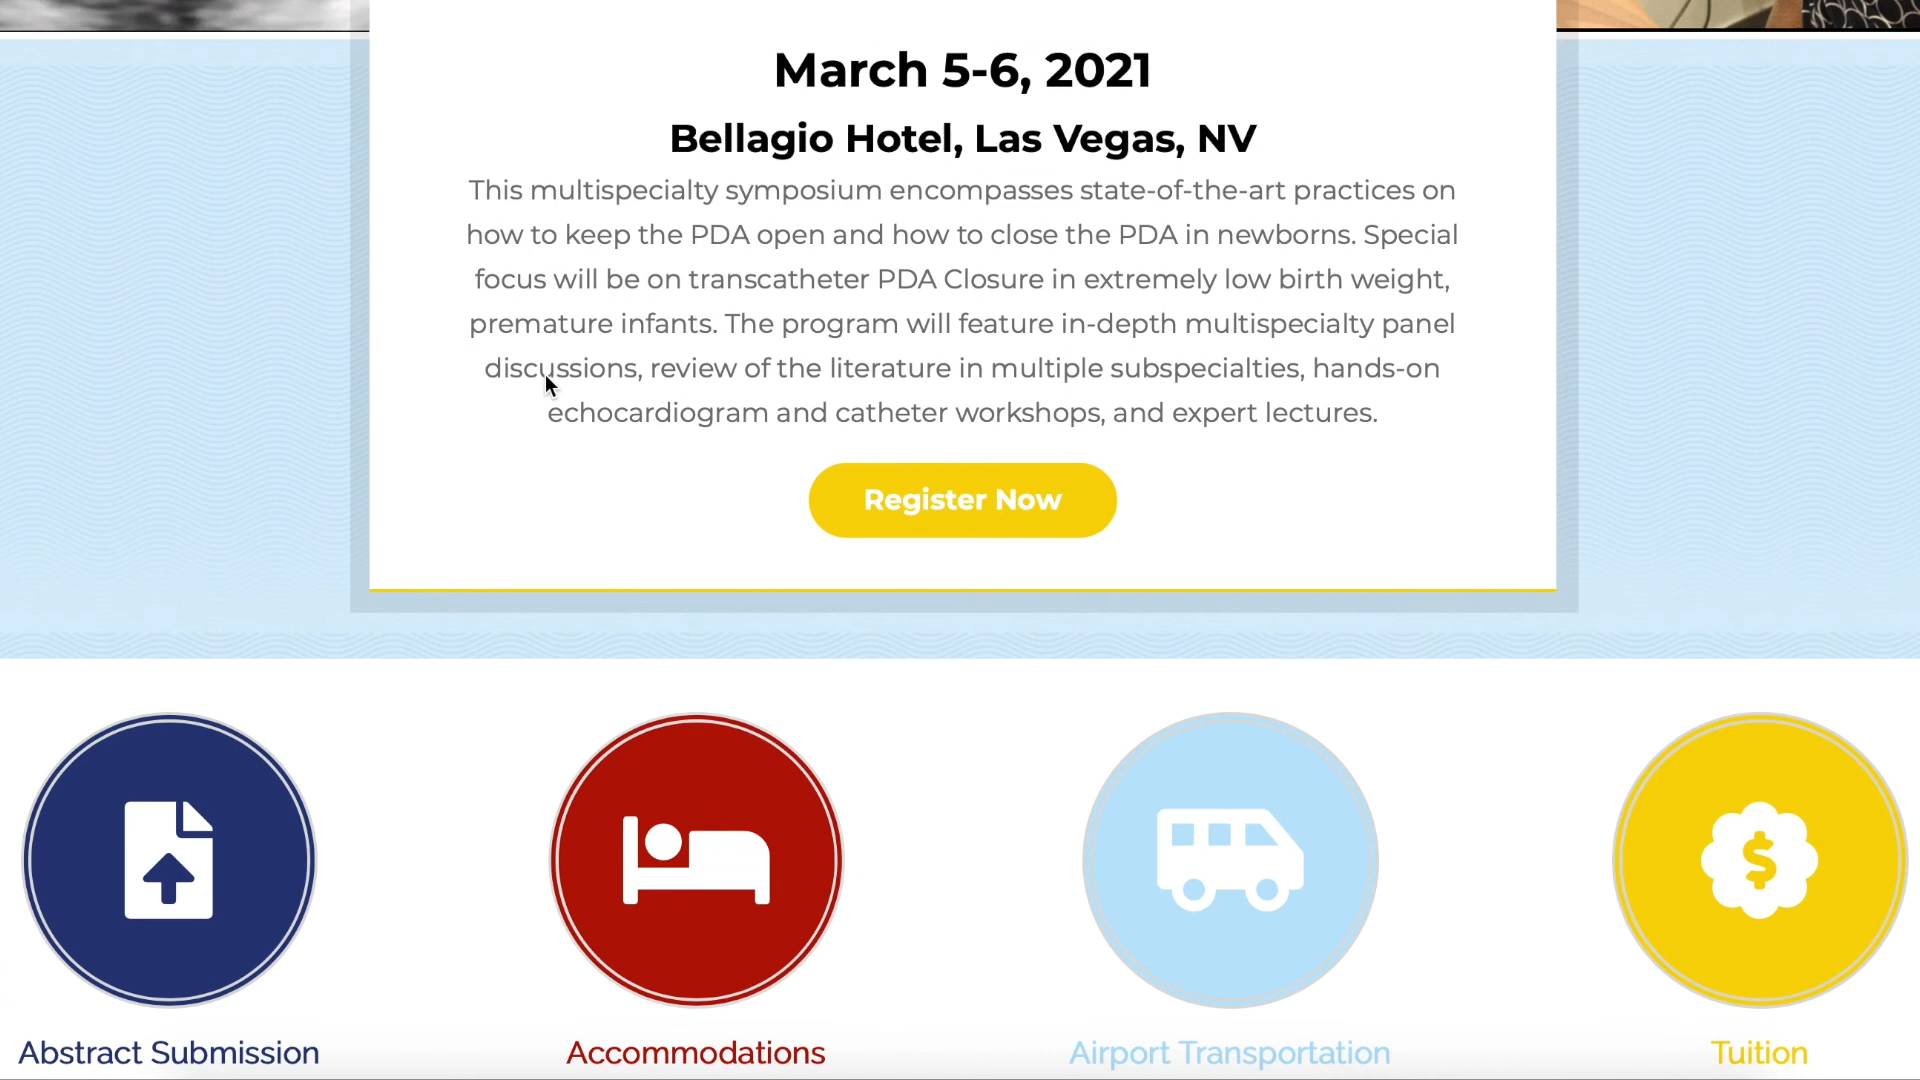 March 5-6, 2021
Bellagio Hotel, Las Vegas, NV
This multispecialty symposium encompasses state-of-the-art practices on
how to keep the PDA open and how to close the PDA in newborns. Special
focus will be on transcatheter PDA Closure in extremely low birth weight,
premature infants. The program will feature in-depth multispecialty panel
discussions, review of the literature in multiple subspecialties, hands-on
echocardiogram and catheter workshops, and expert lectures.
Register Now
$
Abstract Submission
Accommodations
Airport Transportation
Tuition